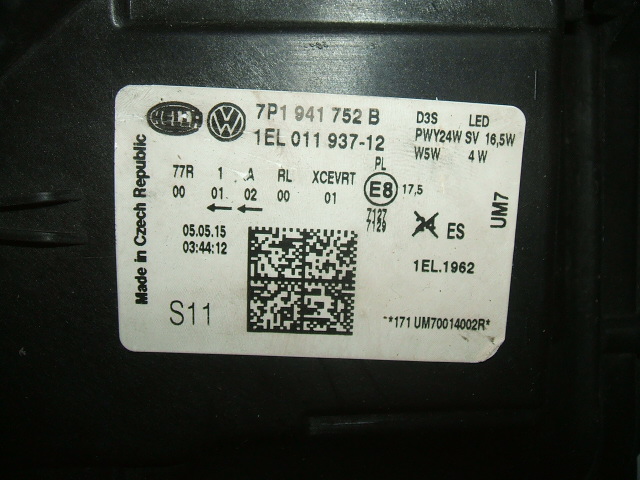 HELLA 7P1 941 752 B
1EL 011 937-12
D3S LED
PWY24W SV 16,5W
W5W 4 W
77R 1 A RL XCEVRT PL
00 01 02 00 01 E8 17,5
7127
7129
05.05.15
03:44:12
ES
1EL.1962
S11
**171 UM70014002R*
Made in Czech Republic
UM7